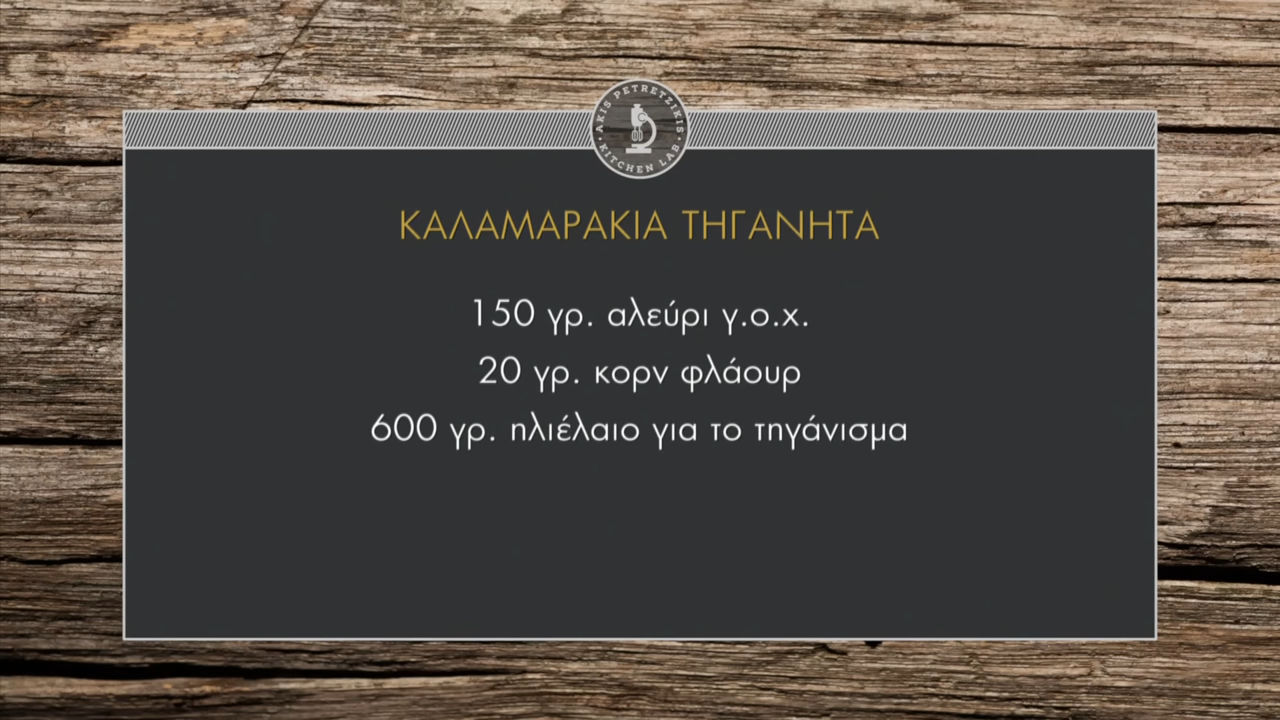 AKIS PETRETZIKIS
KITCHEN LAB
ΚΑΛΑΜΑΡΑΚΙΑ ΤΗΓΑΝΗΤΑ
150 γρ. αλεύρι γ.ο.χ.
20 γρ. κορν φλάουρ
600 γρ. ηλιέλαιο για το τηγάνισμα